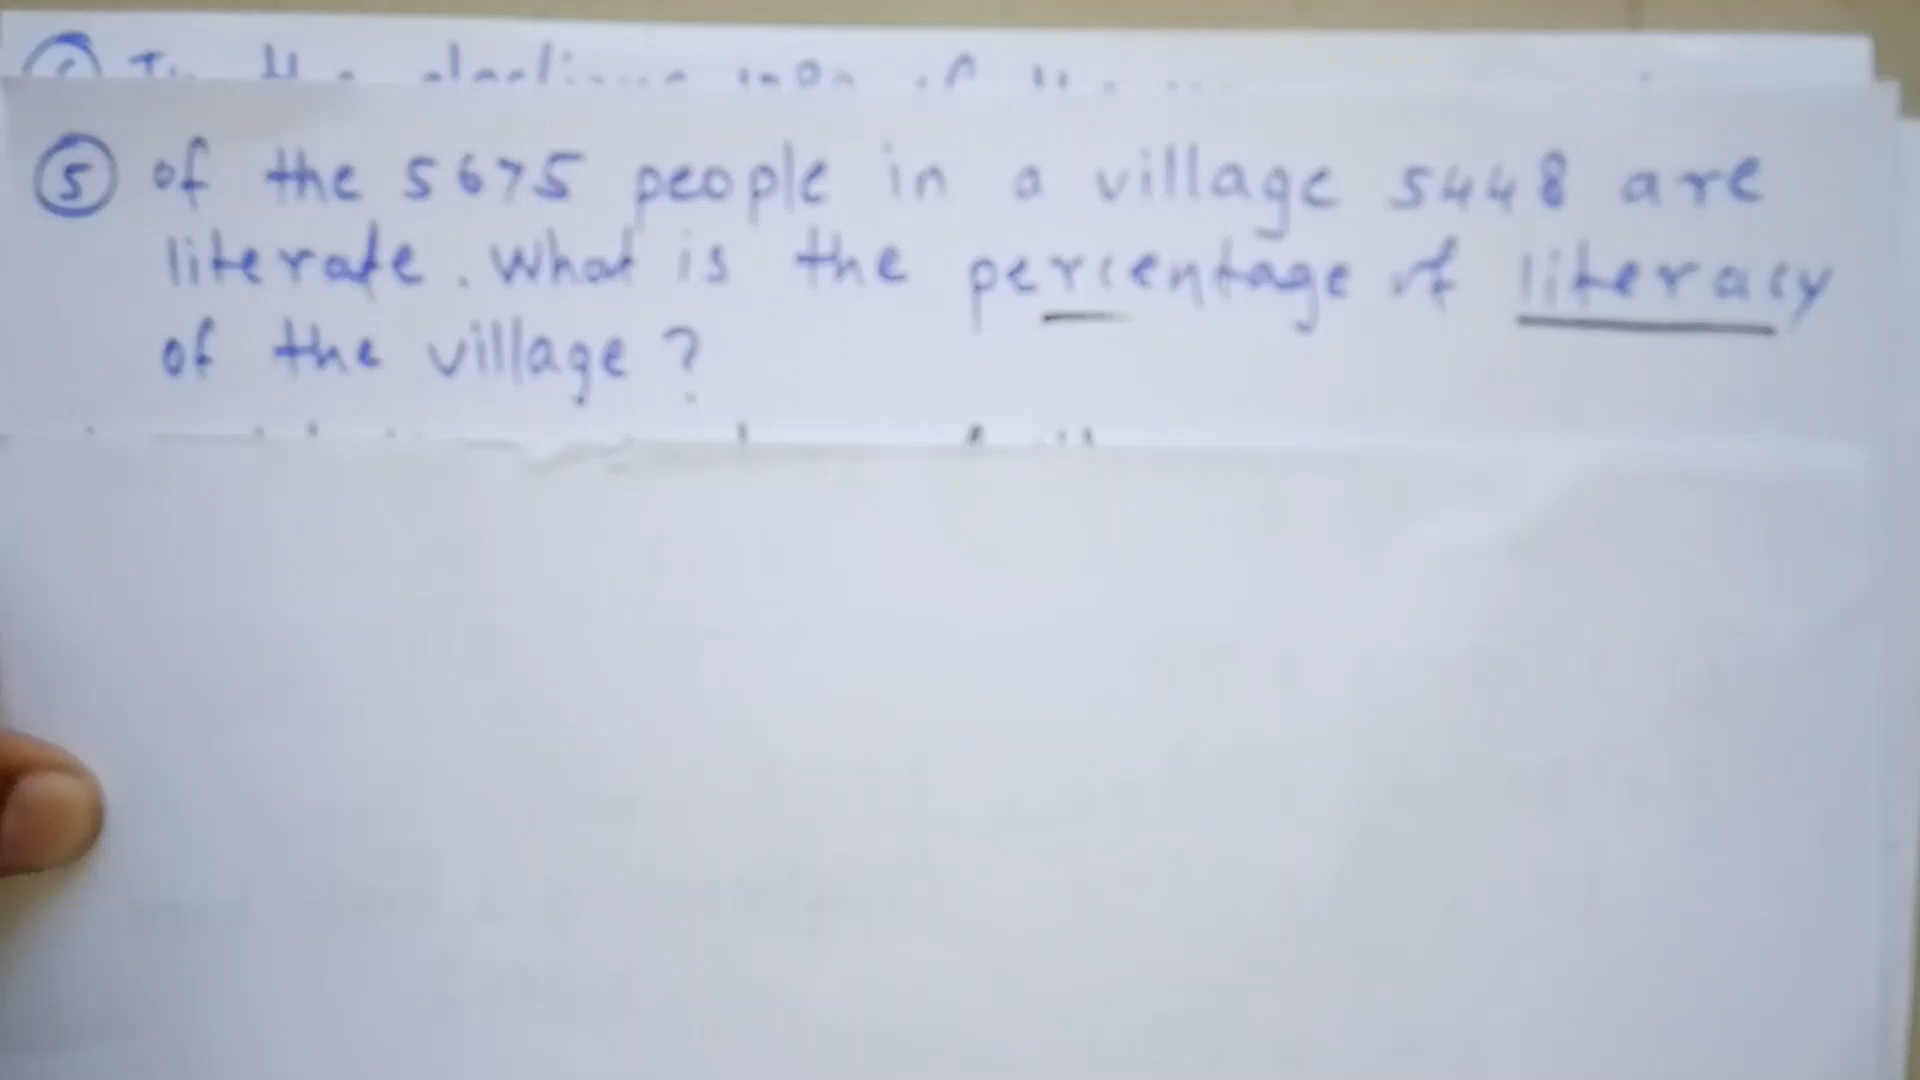 ⑤ of the 5675 people in a village 5448 are
literate. What is the percentage of literacy
of the village ?